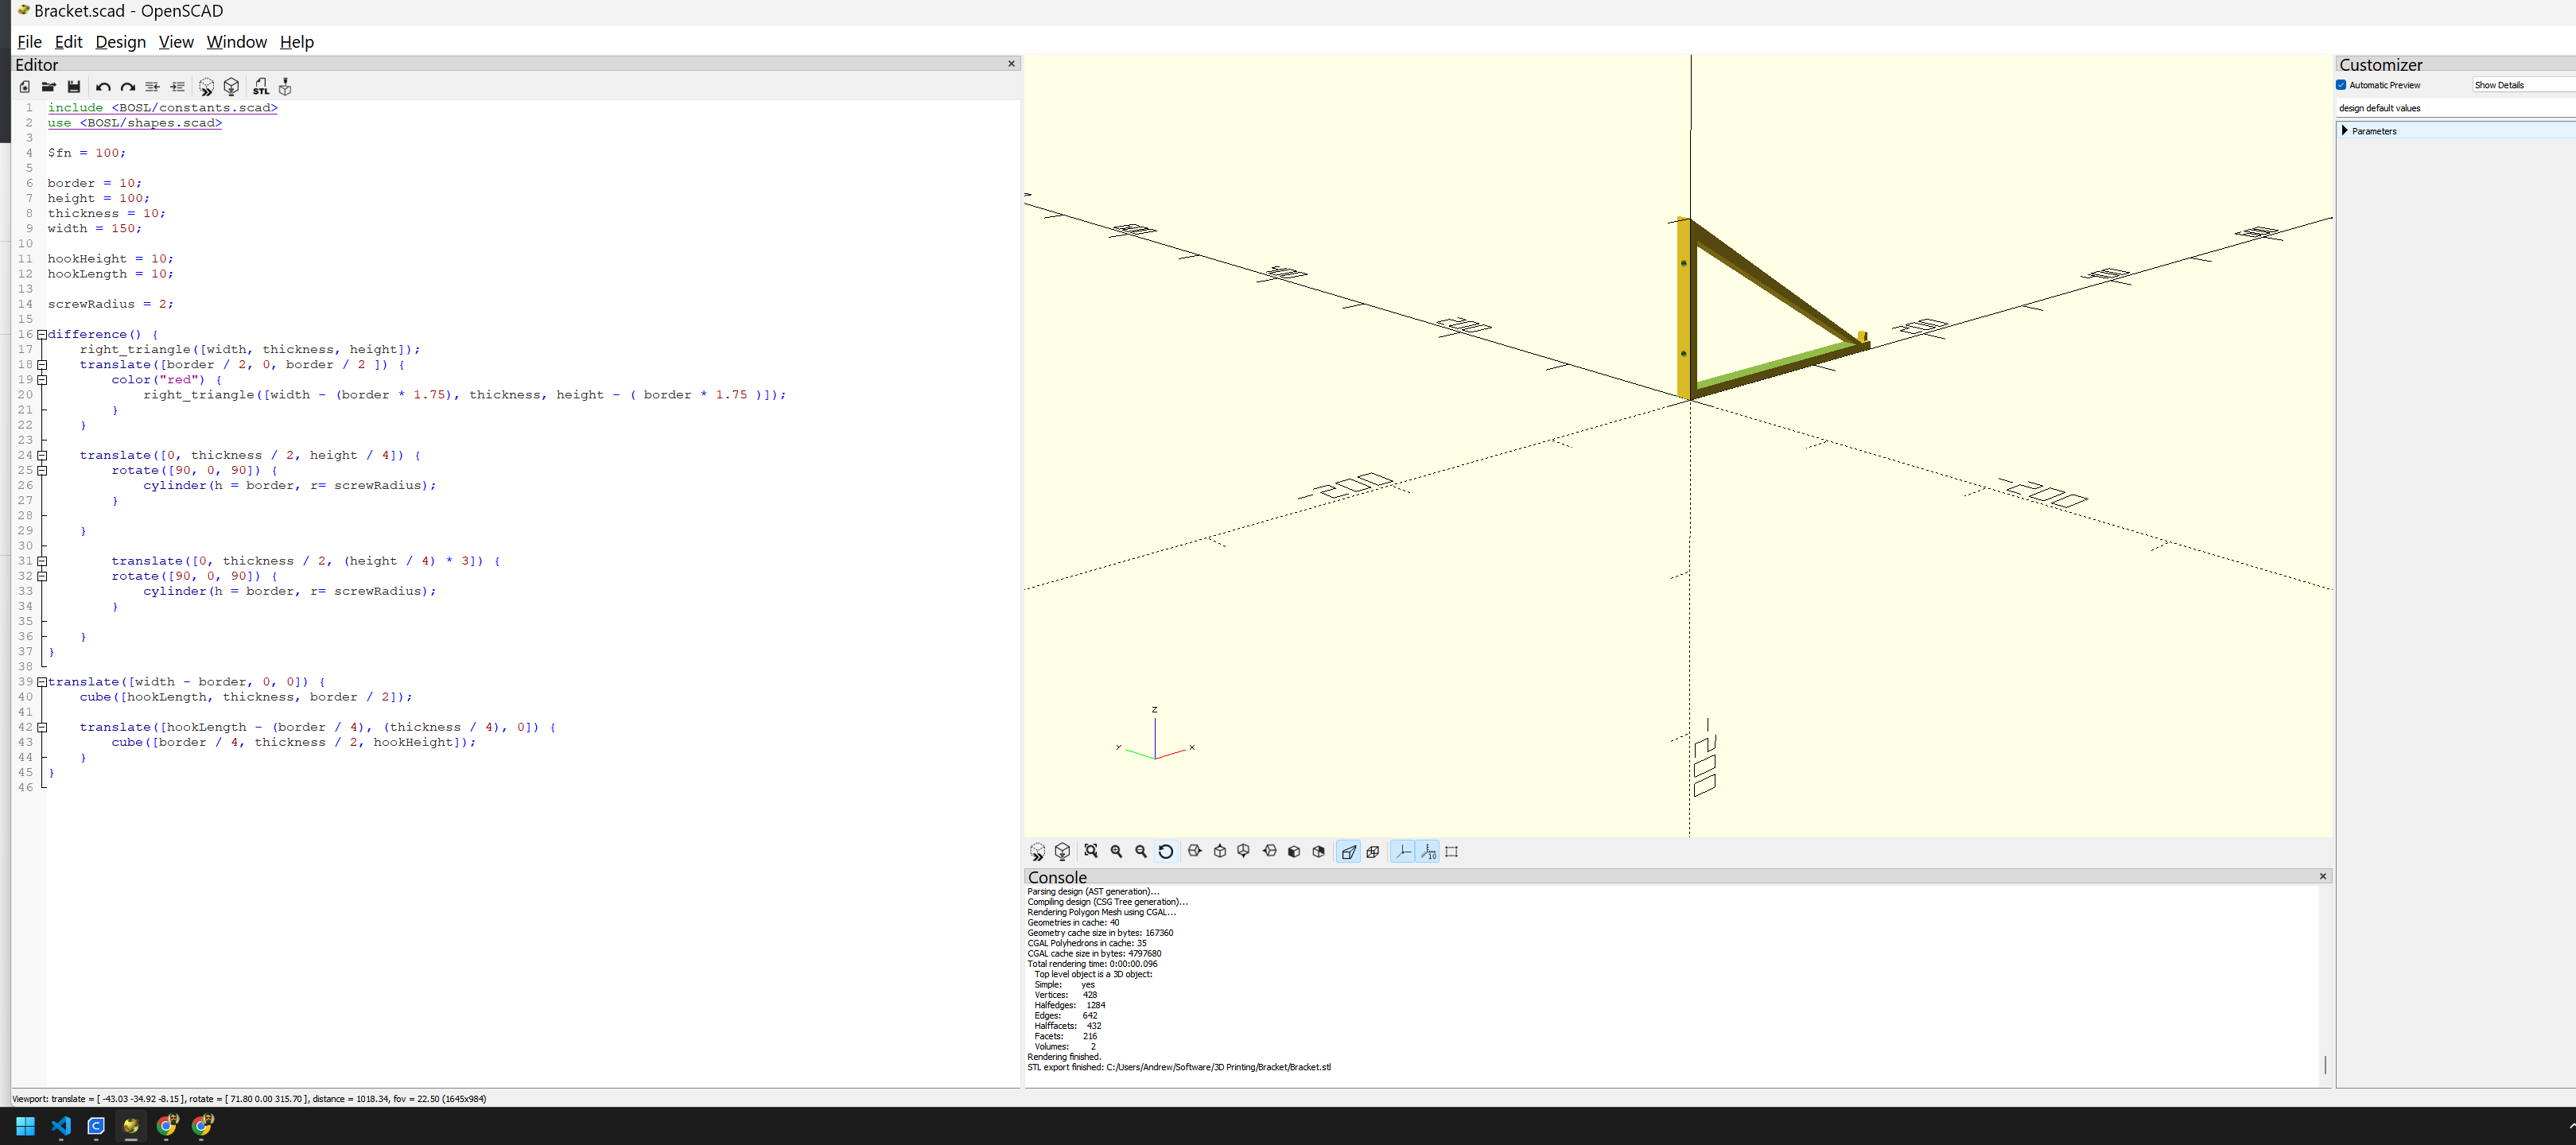 Bracket.scad - OpenSCAD
File Edit Design View Window Help
Editor
STL
1 include <BOSL/constants.scad>
2 use <BOSL/shapes.scad>
3
4 $fn = 100;
5
6 border = 10;
7 height = 100;
8 thickness = 10;
9 width = 150;
10
11 hookHeight = 10;
12 hookLength = 10;
13
14 screwRadius = 2;
15
16 difference() {
17 right_triangle([width, thickness, height]);
18 translate([border / 2, 0, border / 2 ]) {
19 color("red") {
20 right_triangle([width - (border * 1.75), thickness, height - ( border * 1.75 )]);
21 }
22 }
23
24 translate([0, thickness / 2, height / 4]) {
25 rotate([90, 0, 90]) {
26 cylinder(h = border, r= screwRadius);
27 }
28
29 }
30
31 translate([0, thickness / 2, (height / 4) * 3]) {
32 rotate([90, 0, 90]) {
33 cylinder(h = border, r= screwRadius);
34 }
35
36 }
37 }
38
39 translate([width - border, 0, 0]) {
40 cube([hookLength, thickness, border / 2]);
41
42 translate([hookLength - (border / 4), (thickness / 4), 0]) {
43 cube([border / 4, thickness / 2, hookHeight]);
44 }
45 }
46
200
200
-200
-200
-200
z
Y
X
10
Console
Parsing design (AST generation)...
Compiling design (CSG Tree generation)...
Rendering Polygon Mesh using CGAL...
Geometries in cache: 40
Geometry cache size in bytes: 167360
CGAL Polyhedrons in cache: 35
CGAL cache size in bytes: 4797680
Total rendering time: 0:00:00.096
Top level object is a 3D object:
Simple: yes
Vertices: 428
Halfedges: 1284
Edges: 642
Halffacets: 432
Facets: 216
Volumes: 2
Rendering finished.
STL export finished: C:/Users/Andrew/Software/3D Printing/Bracket/Bracket.stl
Customizer
Automatic Preview
Show Details
design default values
Parameters
Viewport: translate = [ -43.03 -34.92 -8.15 ], rotate = [ 71.80 0.00 315.70 ], distance = 1018.34, fov = 22.50 (1645x984)